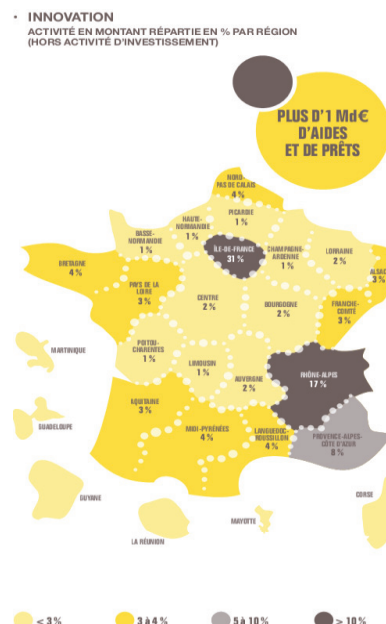 • INNOVATION
ACTIVITÉ EN MONTANT RÉPARTIE EN % PAR RÉGION
(HORS ACTIVITÉ D'INVESTISSEMENT)
PLUS D'1 Md€
D'AIDES
ET DE PRÊTS
NORD-
PAS DE CALAIS
4 %
HAUTE-
NORMANDIE
1 %
PICARDIE
1 %
BASSE-
NORMANDIE
1 %
ÎLE-DE-FRANCE
31 %
CHAMPAGNE-
ARDENNE
1 %
LORRAINE
2 %
ALSACE
3 %
BRETAGNE
4 %
PAYS DE LA
LOIRE
3 %
CENTRE
2 %
BOURGOGNE
2 %
FRANCHE-
COMTÉ
3 %
POITOU-
CHARENTES
1 %
MARTINIQUE
LIMOUSIN
1 %
AUVERGNE
2 %
RHÔNE-ALPES
17 %
AQUITAINE
3 %
GUADELOUPE
MIDI-PYRÉNÉES
4 %
LANGUEDOC-
ROUSSILLON
4 %
PROVENCE-ALPES-
CÔTE D'AZUR
8 %
GUYANE
CORSE
MAYOTTE
LA RÉUNION
< 3 %
3 à 4 %
5 à 10 %
> 10 %